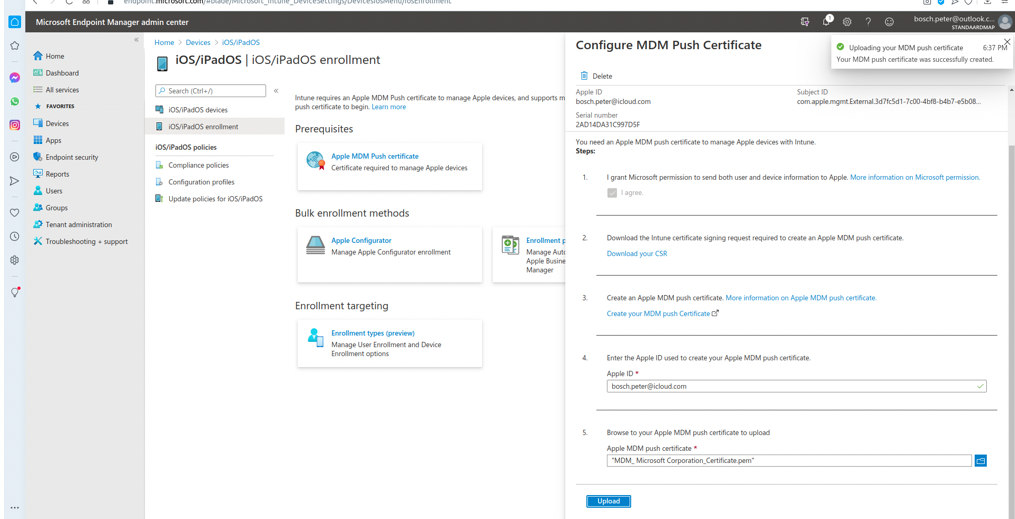 endpoint.microsoft.com/#blade/Microsoft_Intune_DeviceSettings/DevicesIosMenu/iosEnrollment
Microsoft Endpoint Manager admin center
1
bosch.peter@outlook.c...
STANDAARDMAP
Home
Dashboard
All services
FAVORITES
Devices
Apps
Endpoint security
Reports
Users
Groups
Tenant administration
Troubleshooting + support
Home > Devices > iOS/iPadOS
iOS/iPadOS | iOS/iPadOS enrollment
Search (Ctrl+/)
iOS/iPadOS devices
iOS/iPadOS enrollment
iOS/iPadOS policies
Compliance policies
Configuration profiles
Update policies for iOS/iPadOS
Intune requires an Apple MDM Push certificate to manage Apple devices, and supports m
push certificate to begin. Learn more
Prerequisites
Apple MDM Push certificate
Certificate required to manage Apple devices
Bulk enrollment methods
Apple Configurator
Manage Apple Configurator enrollment
Enrollment p
Manage Auto
Apple Busine
Manager
Enrollment targeting
Enrollment types (preview)
Manage User Enrollment and Device
Enrollment options
Configure MDM Push Certificate
Uploading your MDM push certificate 6:37 PM
Your MDM push certificate was successfully created.
Delete
Apple ID
bosch.peter@icloud.com
Subject ID
com.apple.mgmt.External.3d7fc5d1-7c00-4bf8-b4b7-e5b08...
Serial number
2AD14DA31C997D5F
You need an Apple MDM push certificate to manage Apple devices with Intune.
Steps:
1. I grant Microsoft permission to send both user and device information to Apple. More information on Microsoft permission.
I agree.
2. Download the Intune certificate signing request required to create an Apple MDM push certificate.
Download your CSR
3. Create an Apple MDM push certificate. More information on Apple MDM push certificate.
Create your MDM push Certificate
4. Enter the Apple ID used to create your Apple MDM push certificate.
Apple ID *
bosch.peter@icloud.com
5. Browse to your Apple MDM push certificate to upload
Apple MDM push certificate *
"MDM_ Microsoft Corporation_Certificate.pem"
Upload